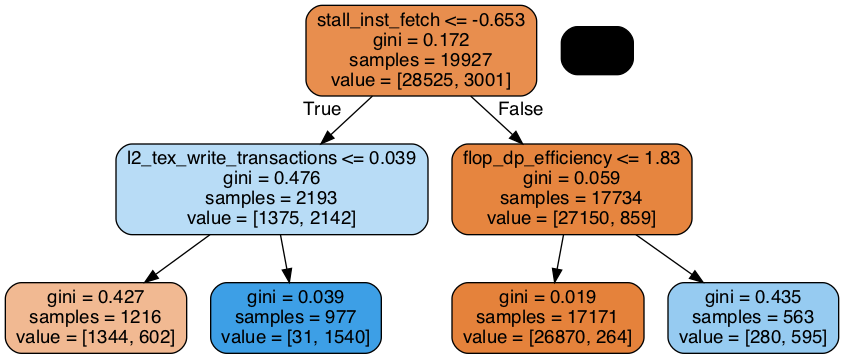 stall_inst_fetch <= -0.653
gini = 0.172
samples = 19927
value = [28525, 3001]
True
False
l2_tex_write_transactions <= 0.039
gini = 0.476
samples = 2193
value = [1375, 2142]
flop_dp_efficiency <= 1.83
gini = 0.059
samples = 17734
value = [27150, 859]
gini = 0.427
samples = 1216
value = [1344, 602]
gini = 0.039
samples = 977
value = [31, 1540]
gini = 0.019
samples = 17171
value = [26870, 264]
gini = 0.435
samples = 563
value = [280, 595]